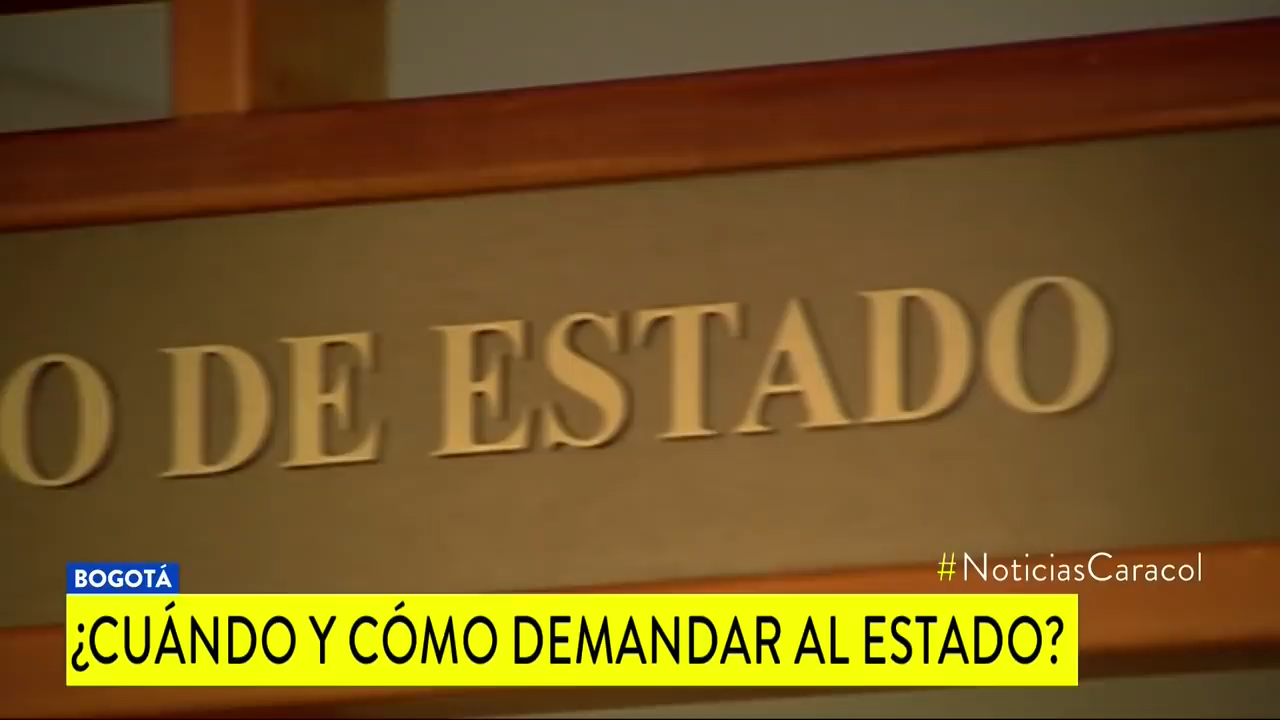 O DE ESTADO
#NoticiasCaracol
BOGOTÁ
¿CUÁNDO Y CÓMO DEMANDAR AL ESTADO?